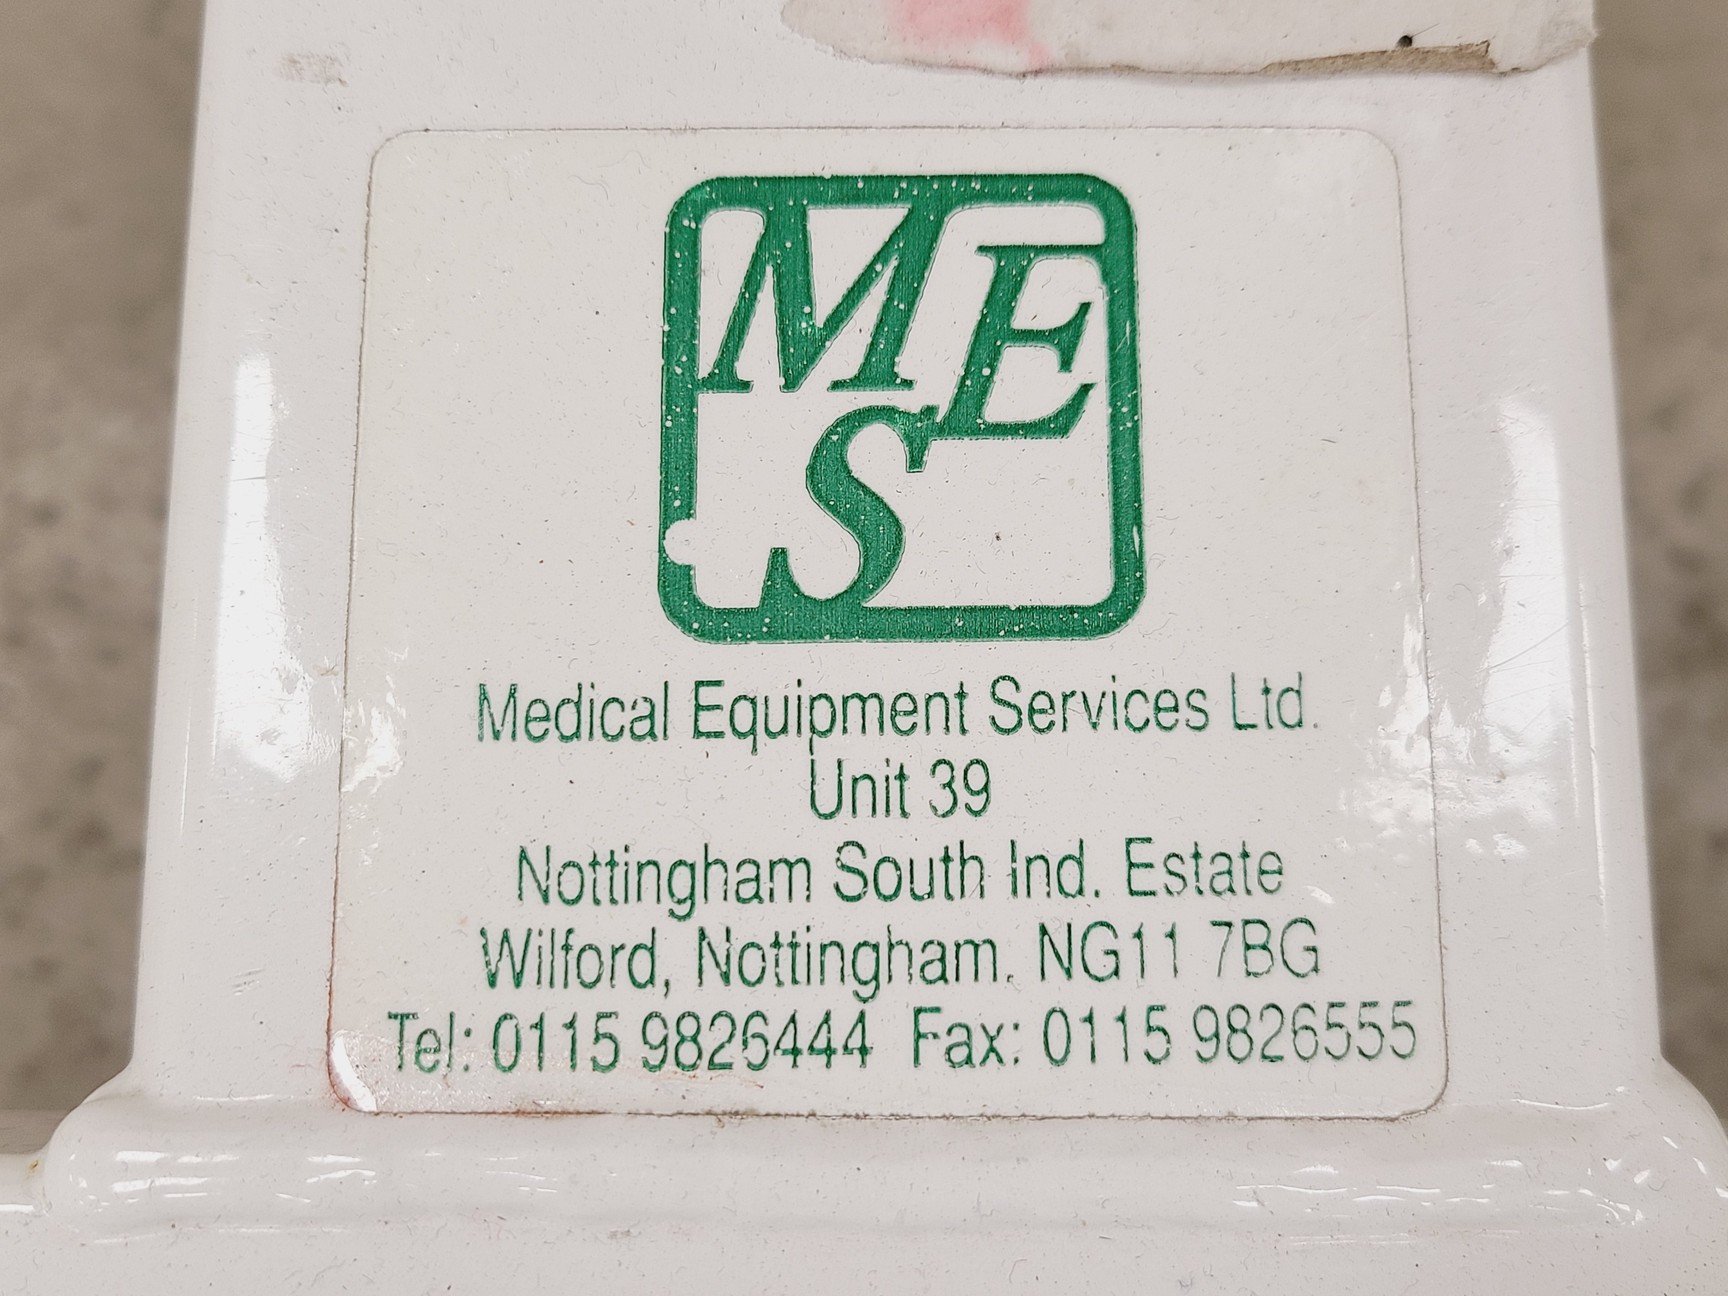 MES
Medical Equipment Services Ltd.
Unit 39
Nottingham South Ind. Estate
Wilford, Nottingham. NG11 7BG
Tel: 0115 9826444 Fax: 0115 9826555